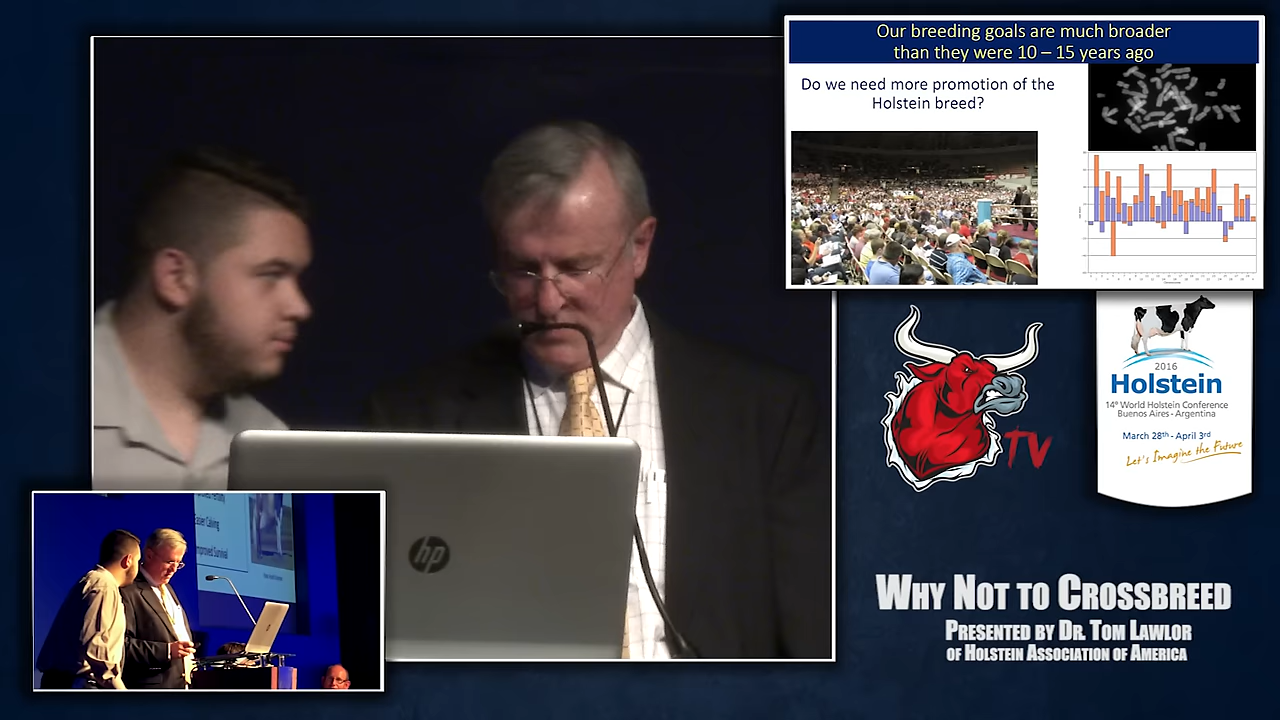 Our breeding goals are much broader
than they were 10 – 15 years ago
Do we need more promotion of the
Holstein breed?
TV
2016
Holstein
14° World Holstein Conference
Buenos Aires - Argentina
March 28th - April 3rd
Let's Imagine the Future
hp
Calving
Improved Survival
Why Not to Crossbreed
Presented by Dr. Tom Lawlor
of Holstein Association of America